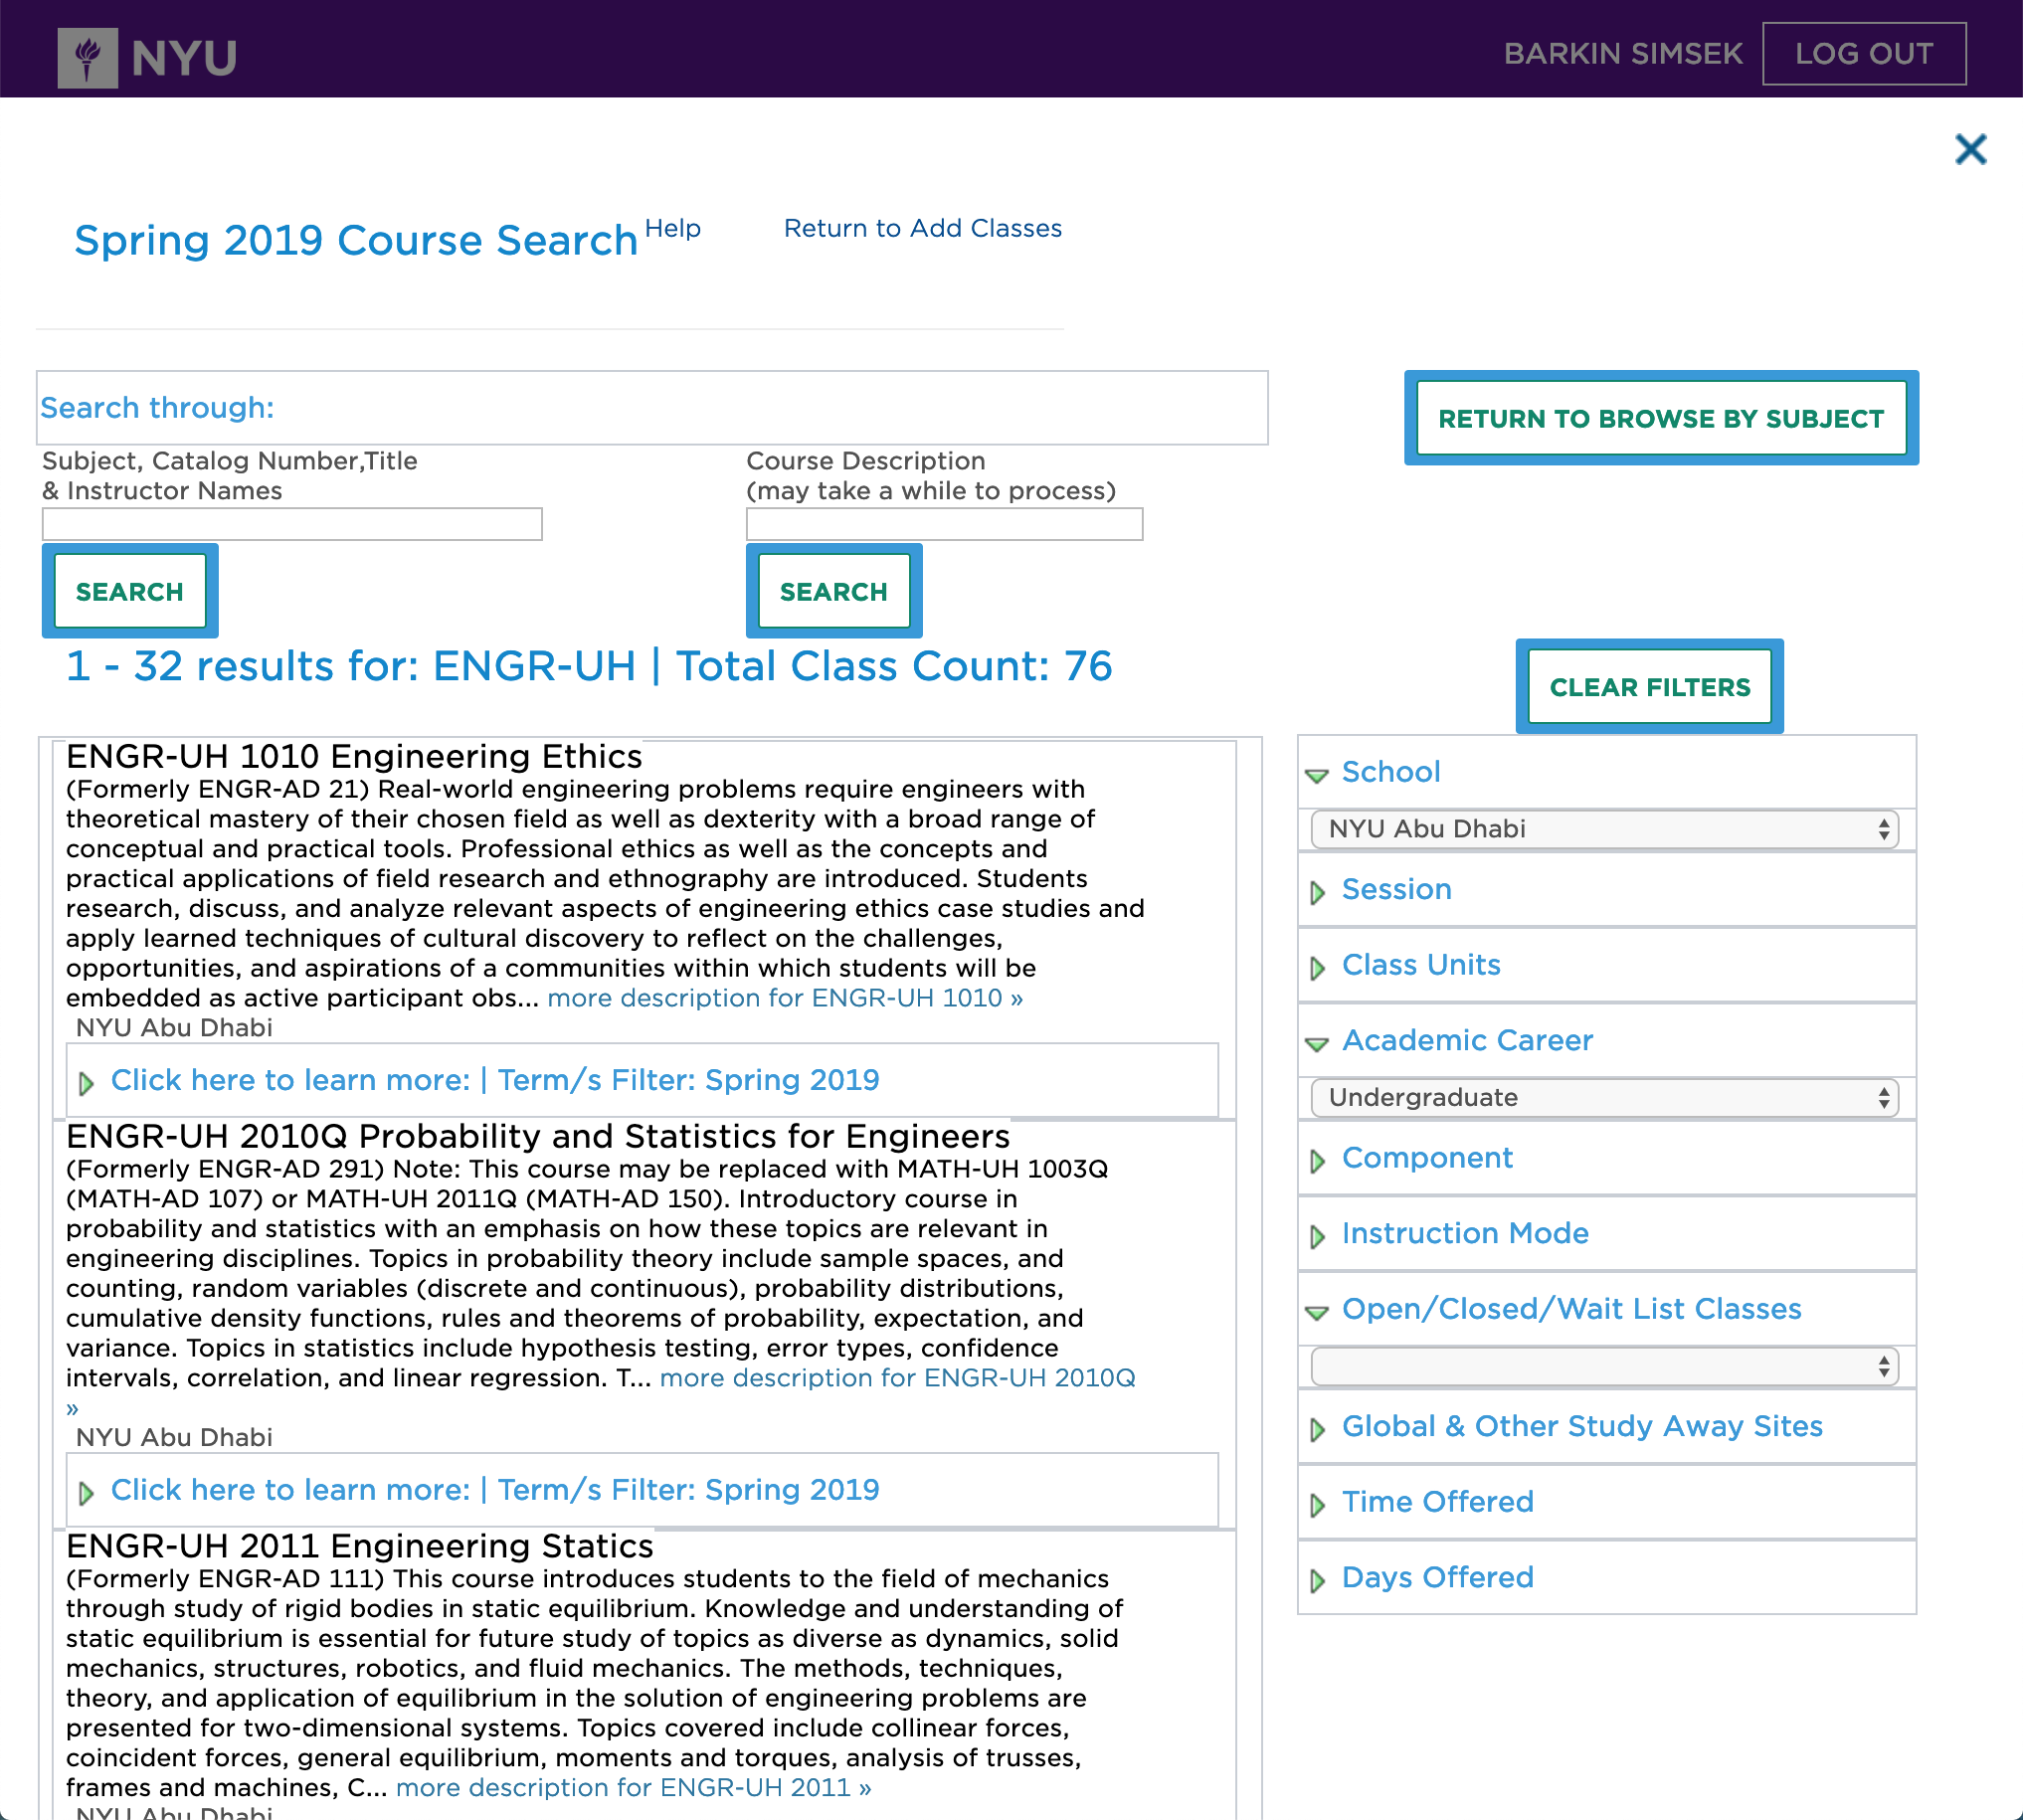 NYU
BARKIN SIMSEK
LOG OUT
Spring 2019 Course Search
Help
Return to Add Classes
Search through:
RETURN TO BROWSE BY SUBJECT
Subject, Catalog Number,Title
& Instructor Names
Course Description
(may take a while to process)
SEARCH
SEARCH
1 - 32 results for: ENGR-UH | Total Class Count: 76
CLEAR FILTERS
ENGR-UH 1010 Engineering Ethics
(Formerly ENGR-AD 21) Real-world engineering problems require engineers with
theoretical mastery of their chosen field as well as dexterity with a broad range of
conceptual and practical tools. Professional ethics as well as the concepts and
practical applications of field research and ethnography are introduced. Students
research, discuss, and analyze relevant aspects of engineering ethics case studies and
apply learned techniques of cultural discovery to reflect on the challenges,
opportunities, and aspirations of a communities within which students will be
embedded as active participant obs... more description for ENGR-UH 1010 »
NYU Abu Dhabi
Click here to learn more: | Term/s Filter: Spring 2019
ENGR-UH 2010Q Probability and Statistics for Engineers
(Formerly ENGR-AD 291) Note: This course may be replaced with MATH-UH 1003Q
(MATH-AD 107) or MATH-UH 2011Q (MATH-AD 150). Introductory course in
probability and statistics with an emphasis on how these topics are relevant in
engineering disciplines. Topics in probability theory include sample spaces, and
counting, random variables (discrete and continuous), probability distributions,
cumulative density functions, rules and theorems of probability, expectation, and
variance. Topics in statistics include hypothesis testing, error types, confidence
intervals, correlation, and linear regression. T... more description for ENGR-UH 2010Q
»
NYU Abu Dhabi
Click here to learn more: | Term/s Filter: Spring 2019
ENGR-UH 2011 Engineering Statics
(Formerly ENGR-AD 111) This course introduces students to the field of mechanics
through study of rigid bodies in static equilibrium. Knowledge and understanding of
static equilibrium is essential for future study of topics as diverse as dynamics, solid
mechanics, structures, robotics, and fluid mechanics. The methods, techniques,
theory, and application of equilibrium in the solution of engineering problems are
presented for two-dimensional systems. Topics covered include collinear forces,
coincident forces, general equilibrium, moments and torques, analysis of trusses,
frames and machines, C... more description for ENGR-UH 2011 »
NYU Abu Dhabi
School
NYU Abu Dhabi
Session
Class Units
Academic Career
Undergraduate
Component
Instruction Mode
Open/Closed/Wait List Classes
Global & Other Study Away Sites
Time Offered
Days Offered